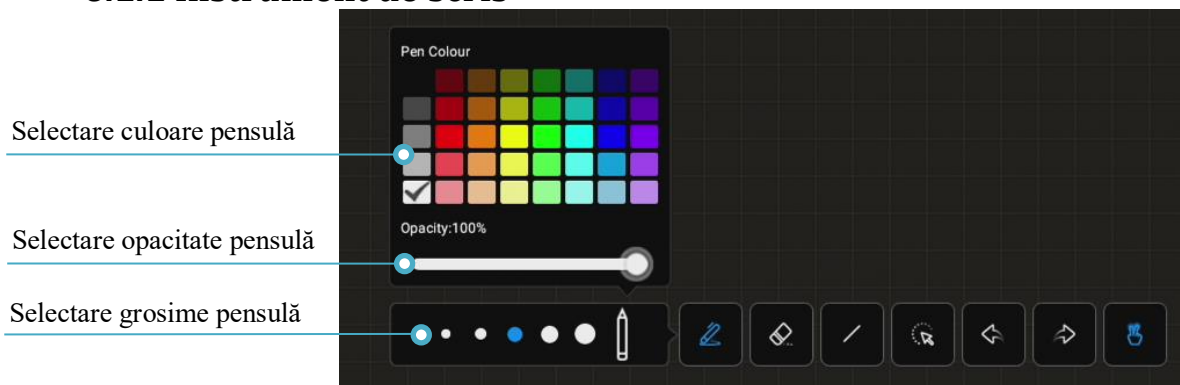 Pen Colour
Selectare culoare pensulă
Opacity:100%
Selectare opacitate pensulă
Selectare grosime pensulă